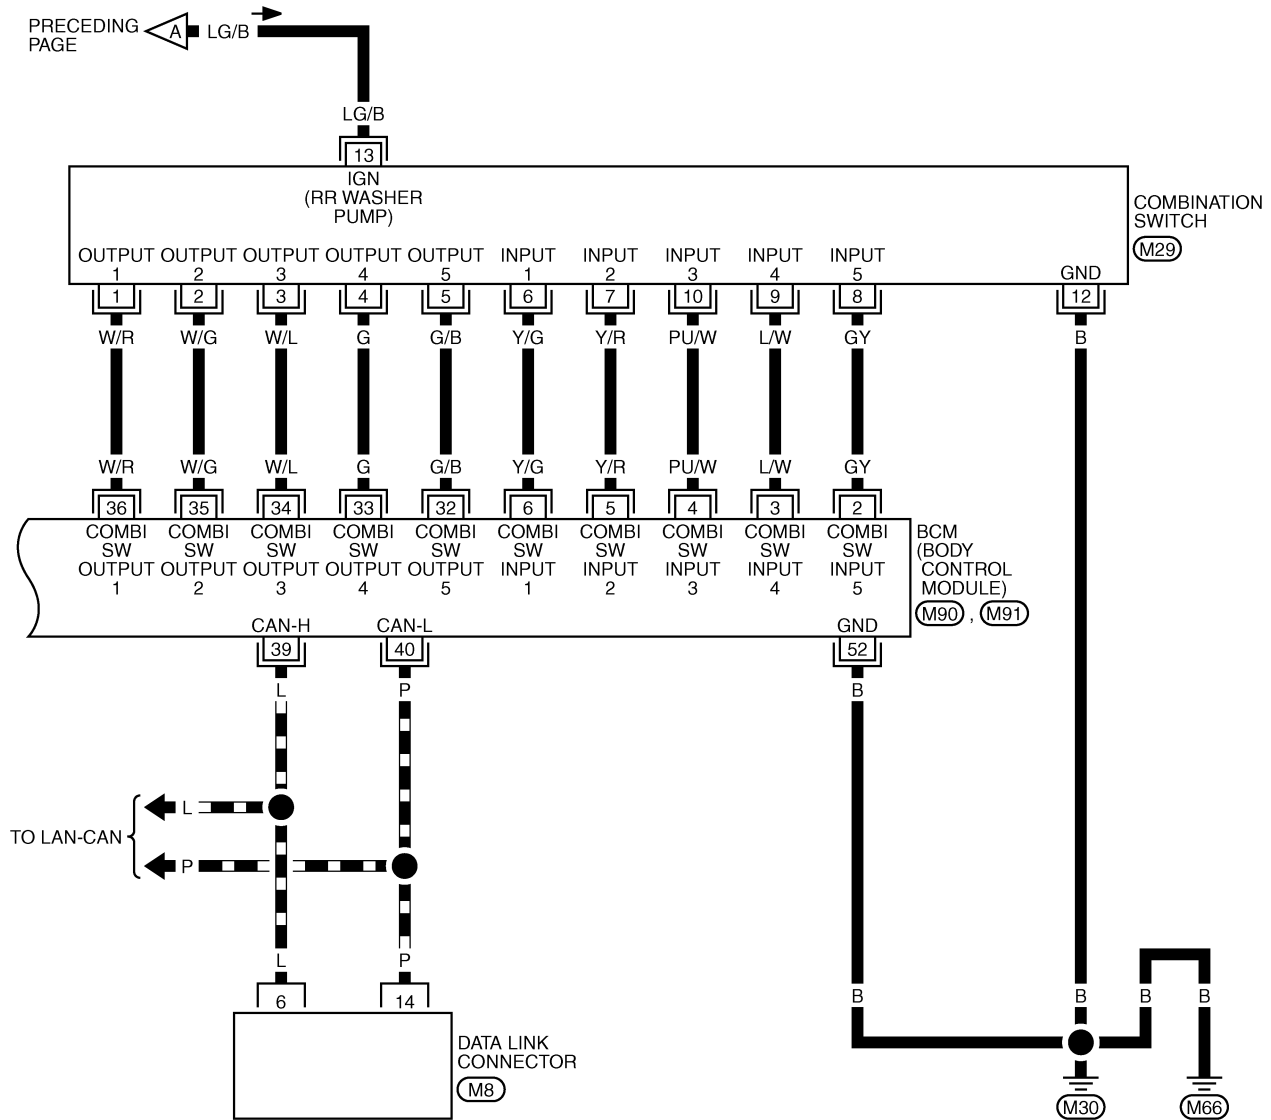 PRECEDING
PAGE
A
LG/B
LG/B
13
IGN
(RR WASHER
PUMP)
COMBINATION
SWITCH
M29
OUTPUT OUTPUT OUTPUT OUTPUT OUTPUT INPUT INPUT INPUT INPUT INPUT
1 2 3 4 5 1 2 3 4 5 GND
1 2 3 4 5 6 7 10 9 8 12
W/R W/G W/L G G/B Y/G Y/R PU/W L/W GY B
W/R W/G W/L G G/B Y/G Y/R PU/W L/W GY
36 35 34 33 32 6 5 4 3 2
COMBI COMBI COMBI COMBI COMBI COMBI COMBI COMBI COMBI COMBI
SW SW SW SW SW SW SW SW SW SW
OUTPUT OUTPUT OUTPUT OUTPUT OUTPUT INPUT INPUT INPUT INPUT INPUT
1 2 3 4 5 1 2 3 4 5
BCM
(BODY
CONTROL
MODULE)
M90 , M91
CAN-H CAN-L GND
39 40 52
L P B
L
TO LAN-CAN
P
L P
B B B B
6 14
DATA LINK
CONNECTOR
M8
M30 M66